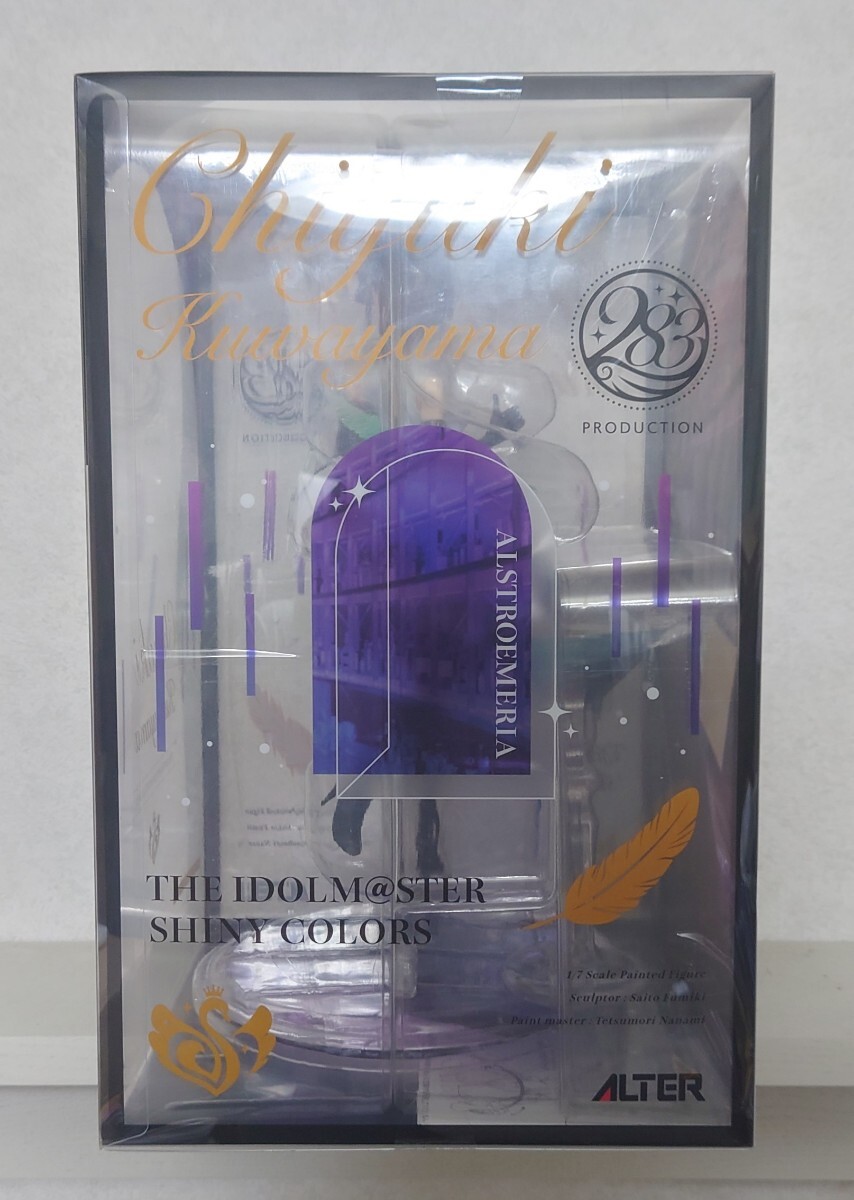 Chiyuki
Kuwayama
283
PRODUCTION
ALSTROEMERIA
THE IDOLM@STER
SHINY COLORS
1/7 Scale Painted Figure
Sculptor : Saito Fumiki
Paint master : Tetsumori Nanami
ALTER